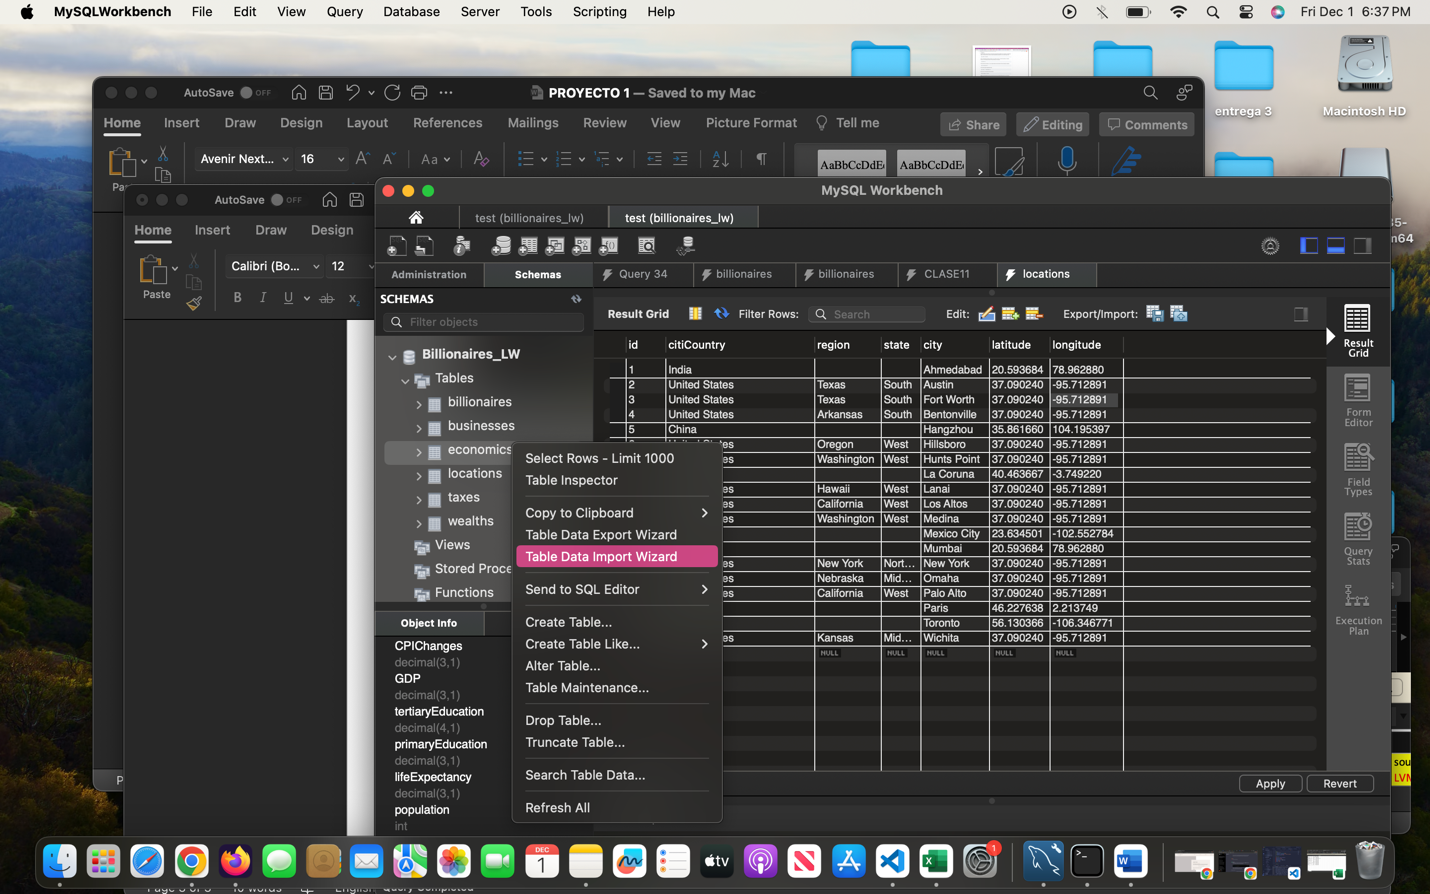 MySQLWorkbench File Edit View Query Database Server Tools Scripting Help Fri Dec 1 6:37 PM
entrega 3
Macintosh HD
AutoSave OFF
PROYECTO 1 — Saved to my Mac
Home Insert Draw Design Layout References Mailings Review View Picture Format Tell me Share Editing Comments
Avenir Next... 16 Aa AaBbCcDdE AaBbCcDdE
AutoSave OFF
Home Insert Draw Design
Calibri (Bo... 12
Paste
B I U ab x
MySQL Workbench
test (billionaires_lw) test (billionaires_lw)
Administration Schemas Query 34 billionaires billionaires CLASE11 locations
SCHEMAS
Filter objects
Billionaires_LW
Tables
billionaires
businesses
economics
locations
taxes
wealths
Views
Stored Proce
Functions
Object Info
CPIChanges
decimal(3,1)
GDP
decimal(3,1)
tertiaryEducation
decimal(4,1)
primaryEducation
decimal(3,1)
lifeExpectancy
decimal(3,1)
population
int
Result Grid Filter Rows: Search Edit: Export/Import:
id citiCountry region state city latitude longitude
1 India Ahmedabad 20.593684 78.962880
2 United States Texas South Austin 37.090240 -95.712891
3 United States Texas South Fort Worth 37.090240 -95.712891
4 United States Arkansas South Bentonville 37.090240 -95.712891
5 China Hangzhou 35.861660 104.195397
Oregon West Hillsboro 37.090240 -95.712891
es Washington West Hunts Point 37.090240 -95.712891
La Coruna 40.463667 -3.749220
es Hawaii West Lanai 37.090240 -95.712891
es California West Los Altos 37.090240 -95.712891
es Washington West Medina 37.090240 -95.712891
Mexico City 23.634501 -102.552784
Mumbai 20.593684 78.962880
es New York Nort... New York 37.090240 -95.712891
es Nebraska Mid... Omaha 37.090240 -95.712891
es California West Palo Alto 37.090240 -95.712891
Paris 46.227638 2.213749
Toronto 56.130366 -106.346771
es Kansas Mid... Wichita 37.090240 -95.712891
NULL NULL NULL NULL NULL
Select Rows - Limit 1000
Table Inspector
Copy to Clipboard
Table Data Export Wizard
Table Data Import Wizard
Send to SQL Editor
Create Table...
Create Table Like...
Alter Table...
Table Maintenance...
Drop Table...
Truncate Table...
Search Table Data...
Refresh All
Result
Grid
Form
Editor
Field
Types
Query
Stats
Execution
Plan
Apply Revert
m64
sou
LVN
DEC
1
tv
1